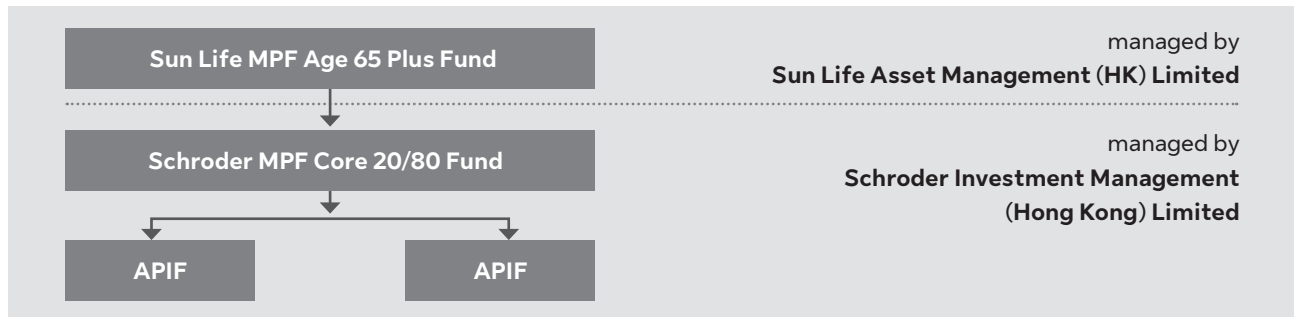 Sun Life MPF Age 65 Plus Fund
managed by
Sun Life Asset Management (HK) Limited
Schroder MPF Core 20/80 Fund
managed by
Schroder Investment Management
(Hong Kong) Limited
APIF
APIF